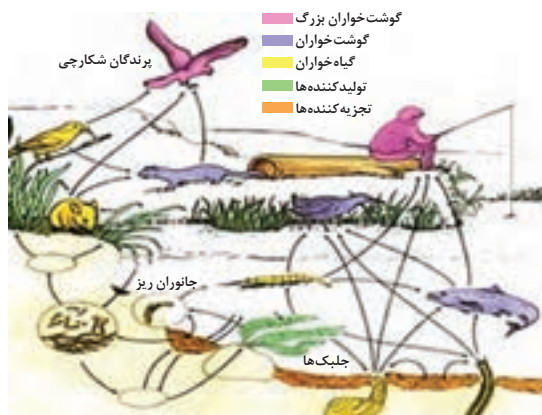 گوشت‌خواران بزرگ
گوشت‌خواران
گیاه‌خواران
تولیدکننده‌ها
تجزیه‌کننده‌ها
پرندگان شکارچی
جانوران ریز
جلبک‌ها